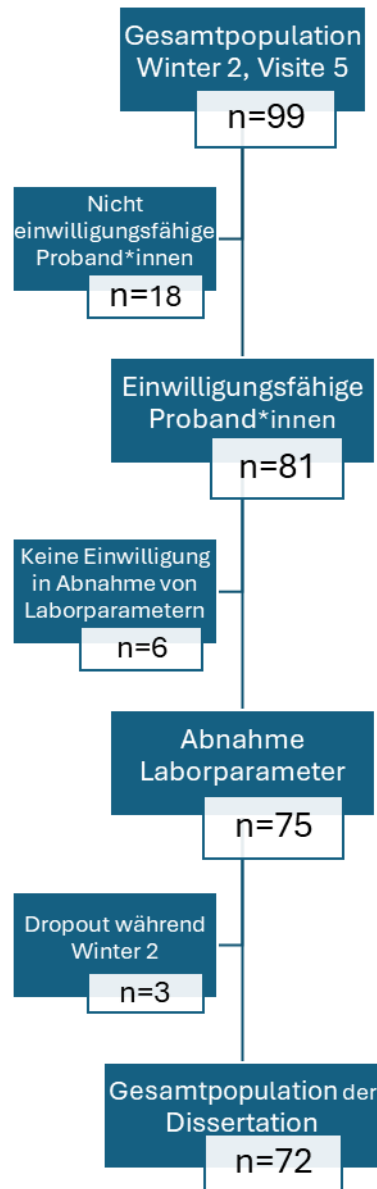 Gesamtpopulation
Winter 2, Visite 5
n=99
Nicht
einwilligungsfähige
Proband*innen
n=18
Einwilligungsfähige
Proband*innen
n=81
Keine Einwilligung
in Abnahme von
Laborparametern
n=6
Abnahme
Laborparameter
n=75
Dropout während
Winter 2
n=3
Gesamtpopulation der
Dissertation
n=72